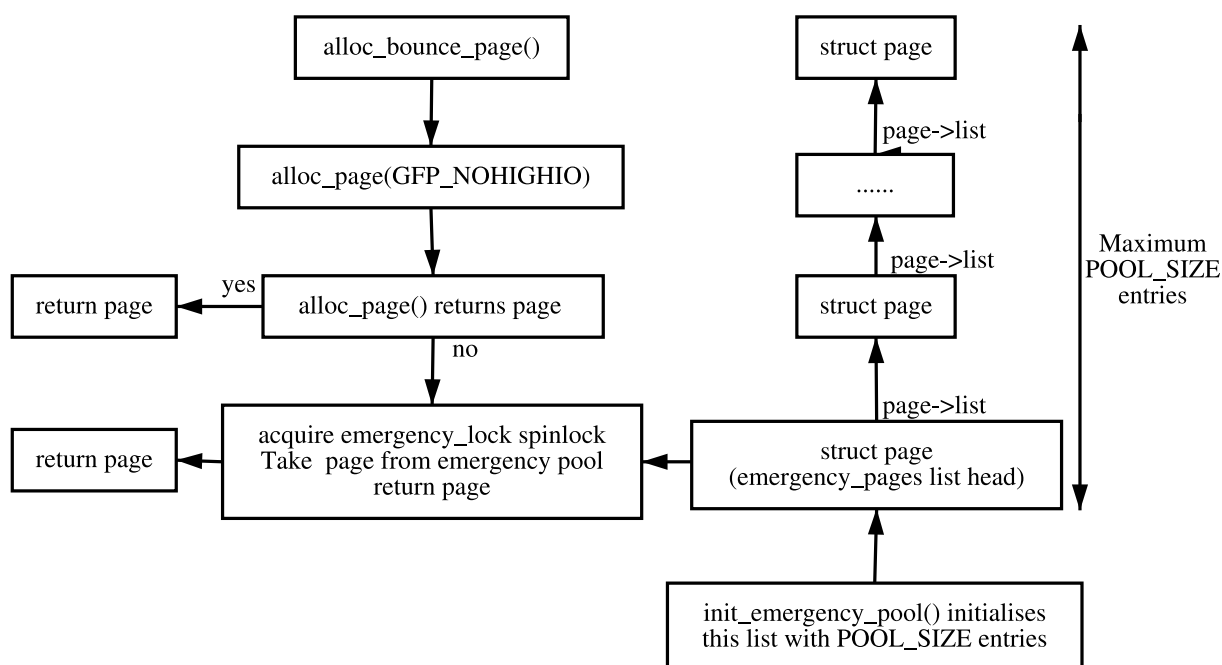 alloc_bounce_page()
struct page
page->list
alloc_page(GFP_NOHIGHIO)
......
page->list
Maximum
POOL_SIZE
entries
return page
yes
alloc_page() returns page
struct page
no
page->list
return page
acquire emergency_lock spinlock
Take page from emergency pool
return page
struct page
(emergency_pages list head)
init_emergency_pool() initialises
this list with POOL_SIZE entries